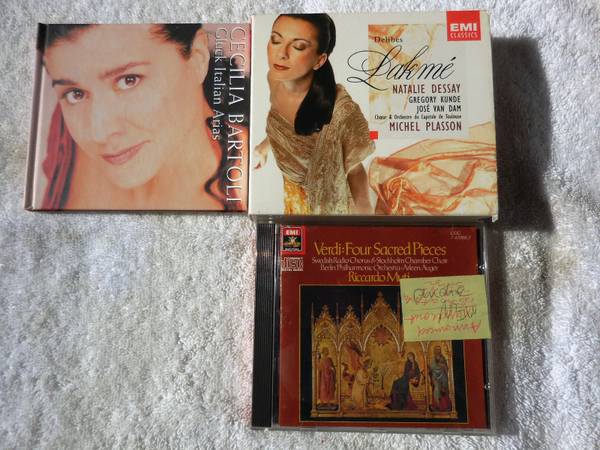 CECILIA BARTOLI
Gluck Italian Arias
EMI
CLASSICS
Delibes
Lakmé
NATALIE DESSAY
GREGORY KUNDE
JOSÉ VAN DAM
Chœur & Orchestre du Capitole de Toulouse
MICHEL PLASSON
EMI
Verdi: Four Sacred Pieces
Swedish Radio Chorus & Stockholm Chamber Choir
Berlin Philharmonic Orchestra · Arleen Augér
Riccardo Muti